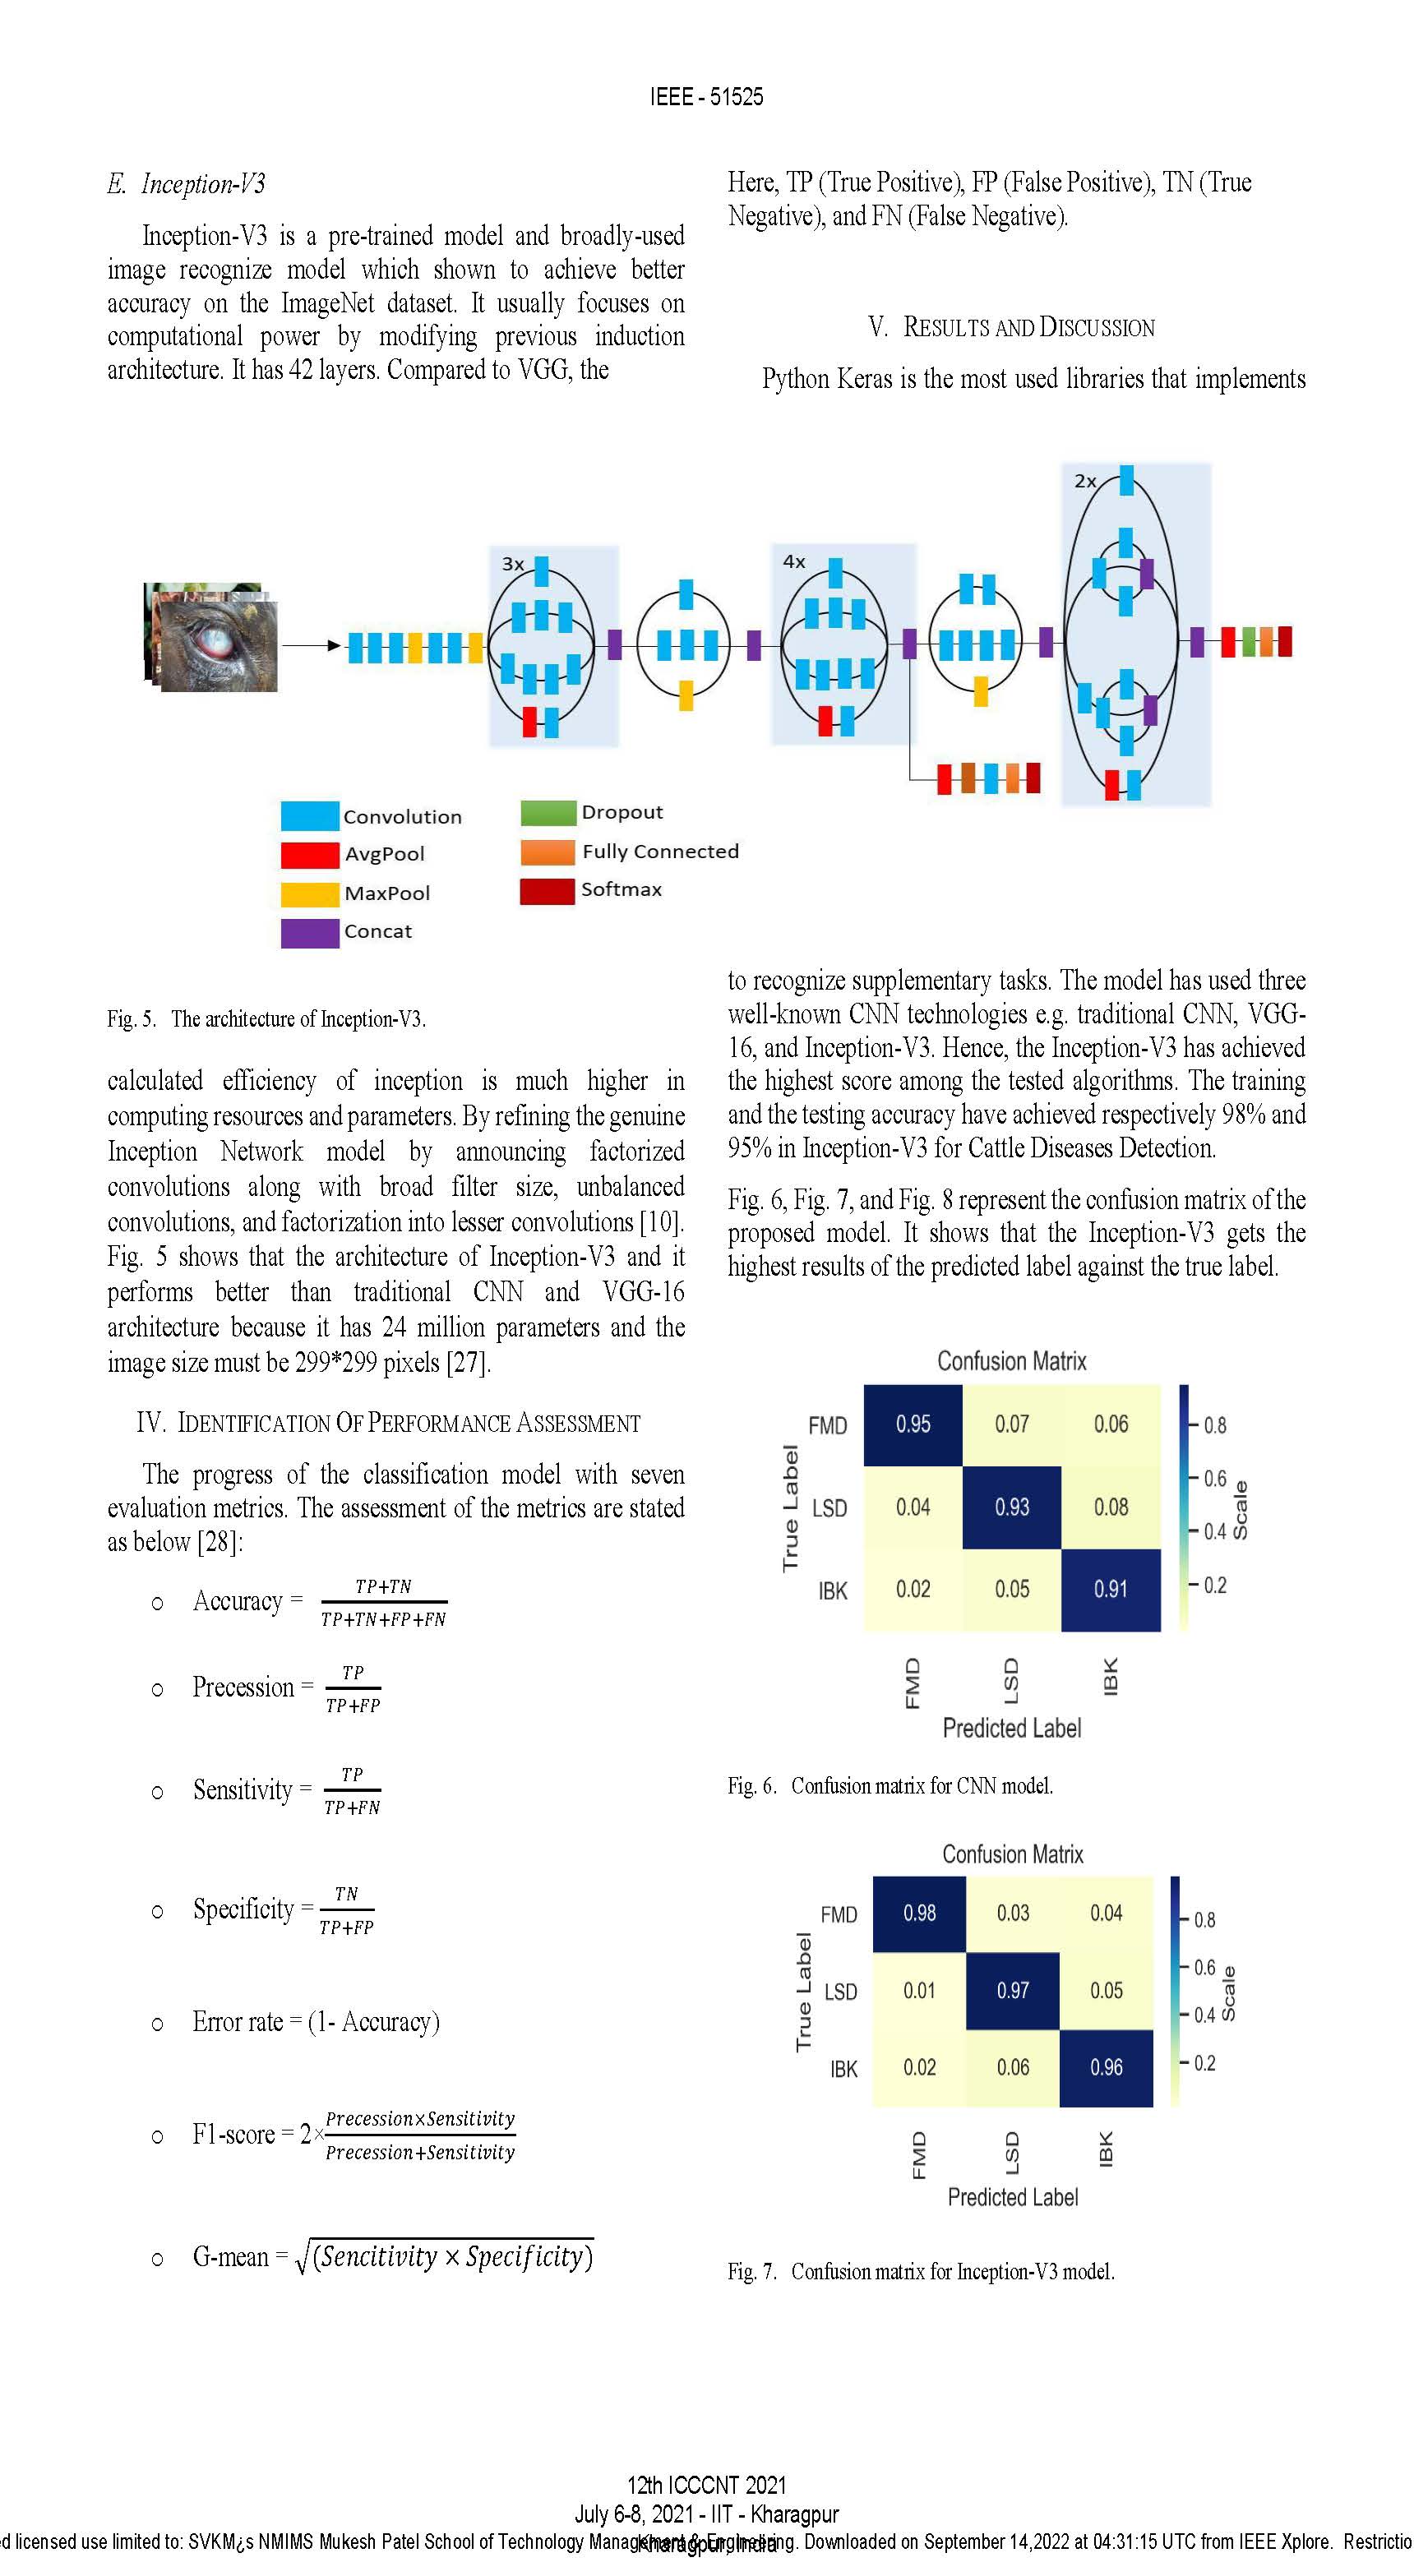 IEEE - 51525
E. Inception-V3
Inception-V3 is a pre-trained model and broadly-used
image recognize model which shown to achieve better
accuracy on the ImageNet dataset. It usually focuses on
computational power by modifying previous induction
architecture. It has 42 layers. Compared to VGG, the
Here, TP (True Positive), FP (False Positive), TN (True
Negative), and FN (False Negative).
V. RESULTS AND DISCUSSION
Python Keras is the most used libraries that implements
3x
4x
2x
Convolution
AvgPool
MaxPool
Concat
Dropout
Fully Connected
Softmax
Fig. 5. The architecture of Inception-V3.
calculated efficiency of inception is much higher in
computing resources and parameters. By refining the genuine
Inception Network model by announcing factorized
convolutions along with broad filter size, unbalanced
convolutions, and factorization into lesser convolutions [10].
Fig. 5 shows that the architecture of Inception-V3 and it
performs better than traditional CNN and VGG-16
architecture because it has 24 million parameters and the
image size must be 299*299 pixels [27].
IV. IDENTIFICATION OF PERFORMANCE ASSESSMENT
The progress of the classification model with seven
evaluation metrics. The assessment of the metrics are stated
as below [28]:
o Accuracy = TP+TN / TP+TN+FP+FN
o Precession = TP / TP+FP
o Sensitivity = TP / TP+FN
o Specificity = TN / TP+FP
o Error rate = (1- Accuracy)
o F1-score = 2× Precession×Sensitivity / Precession+Sensitivity
o G-mean = √(Sencitivity × Specificity)
to recognize supplementary tasks. The model has used three
well-known CNN technologies e.g. traditional CNN, VGG-
16, and Inception-V3. Hence, the Inception-V3 has achieved
the highest score among the tested algorithms. The training
and the testing accuracy have achieved respectively 98% and
95% in Inception-V3 for Cattle Diseases Detection.
Fig. 6, Fig. 7, and Fig. 8 represent the confusion matrix of the
proposed model. It shows that the Inception-V3 gets the
highest results of the predicted label against the true label.
Confusion Matrix
True Label
FMD 0.95 0.07 0.06
LSD 0.04 0.93 0.08
IBK 0.02 0.05 0.91
FMD LSD IBK
Predicted Label
0.8
0.6
0.4
0.2
Scale
Fig. 6. Confusion matrix for CNN model.
Confusion Matrix
True Label
FMD 0.98 0.03 0.04
LSD 0.01 0.97 0.05
IBK 0.02 0.06 0.96
FMD LSD IBK
Predicted Label
0.8
0.6
0.4
0.2
Scale
Fig. 7. Confusion matrix for Inception-V3 model.
12th ICCCNT 2021
July 6-8, 2021 - IIT - Kharagpur
Kharagpur, India
d licensed use limited to: SVKM¿s NMIMS Mukesh Patel School of Technology Management & Engineering. Downloaded on September 14,2022 at 04:31:15 UTC from IEEE Xplore. Restrictio